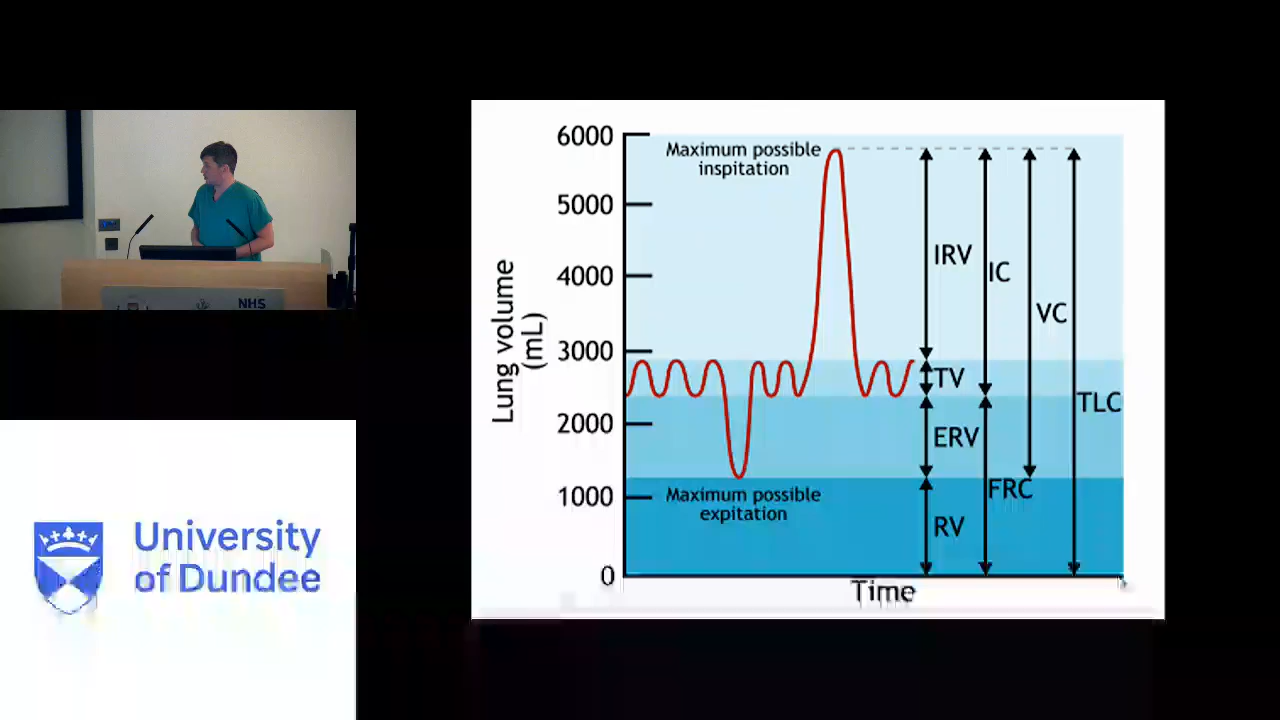 NHS
University
of Dundee
6000
5000
4000
3000
2000
1000
0
Lung volume
(mL)
Maximum possible
inspitation
Maximum possible
expitation
IRV
IC
VC
TV
TLC
ERV
FRC
RV
Time